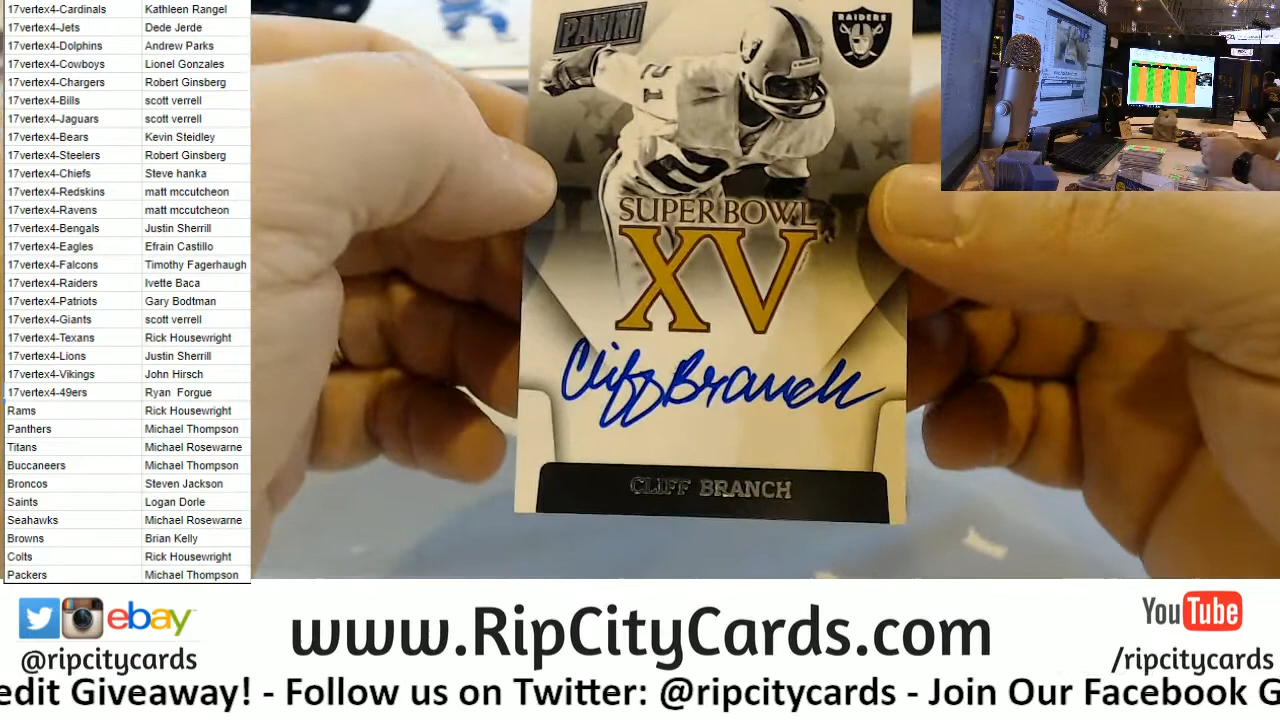 17vertex4-Cardinals Kathleen Rangel
17vertex4-Jets Dede Jerde
17vertex4-Dolphins Andrew Parks
17vertex4-Cowboys Lionel Gonzales
17vertex4-Chargers Robert Ginsberg
17vertex4-Bills scott verrell
17vertex4-Jaguars scott verrell
17vertex4-Bears Kevin Steidley
17vertex4-Steelers Robert Ginsberg
17vertex4-Chiefs Steve hanka
17vertex4-Redskins matt mccutcheon
17vertex4-Ravens matt mccutcheon
17vertex4-Bengals Justin Sherrill
17vertex4-Eagles Efrain Castillo
17vertex4-Falcons Timothy Fagerhaugh
17vertex4-Raiders Ivette Baca
17vertex4-Patriots Gary Bodtman
17vertex4-Giants scott verrell
17vertex4-Texans Rick Housewright
17vertex4-Lions Justin Sherrill
17vertex4-Vikings John Hirsch
17vertex4-49ers Ryan Forgue
Rams Rick Housewright
Panthers Michael Thompson
Titans Michael Rosewarne
Buccaneers Michael Thompson
Broncos Steven Jackson
Saints Logan Dorle
Seahawks Michael Rosewarne
Browns Brian Kelly
Colts Rick Housewright
Packers Michael Thompson
PANINI
RAIDERS
21
SUPER BOWL
XV
Cliff Branch
CLIFF BRANCH
ebay
@ripcitycards
www.RipCityCards.com
YouTube
/ripcitycards
edit Giveaway! - Follow us on Twitter: @ripcitycards - Join Our Facebook G